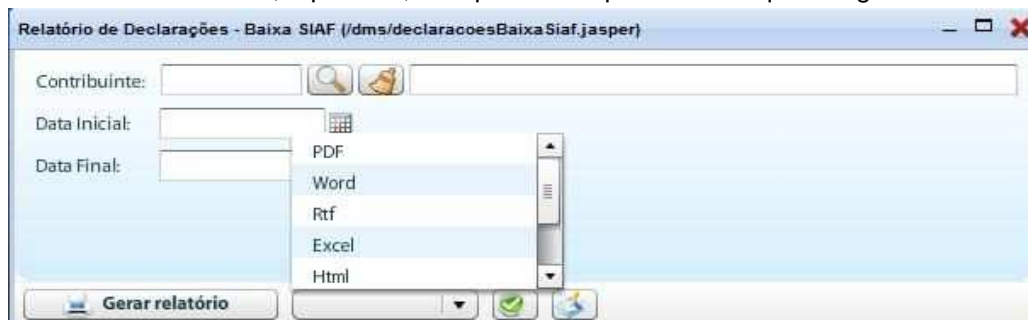 Relatório de Declarações - Baixa SIAF (/dms/declaracoesBaixaSiaf.jasper)
Contribuinte:
Data Inicial:
Data Final:
PDF
Word
Rtf
Excel
Html
Gerar relatório